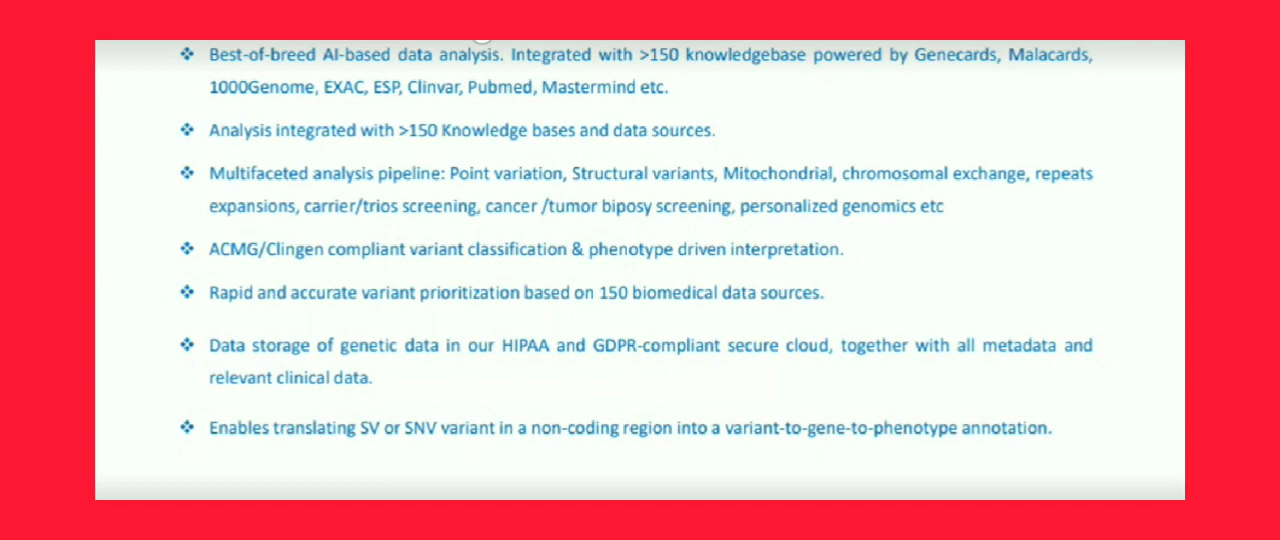 ❖ Best-of-breed AI-based data analysis. Integrated with >150 knowledgebase powered by Genecards, Malacards,
1000Genome, EXAC, ESP, Clinvar, Pubmed, Mastermind etc.
❖ Analysis integrated with >150 Knowledge bases and data sources.
❖ Multifaceted analysis pipeline: Point variation, Structural variants, Mitochondrial, chromosomal exchange, repeats
expansions, carrier/trios screening, cancer /tumor biposy screening, personalized genomics etc
❖ ACMG/Clingen compliant variant classification & phenotype driven interpretation.
❖ Rapid and accurate variant prioritization based on 150 biomedical data sources.
❖ Data storage of genetic data in our HIPAA and GDPR-compliant secure cloud, together with all metadata and
relevant clinical data.
❖ Enables translating SV or SNV variant in a non-coding region into a variant-to-gene-to-phenotype annotation.